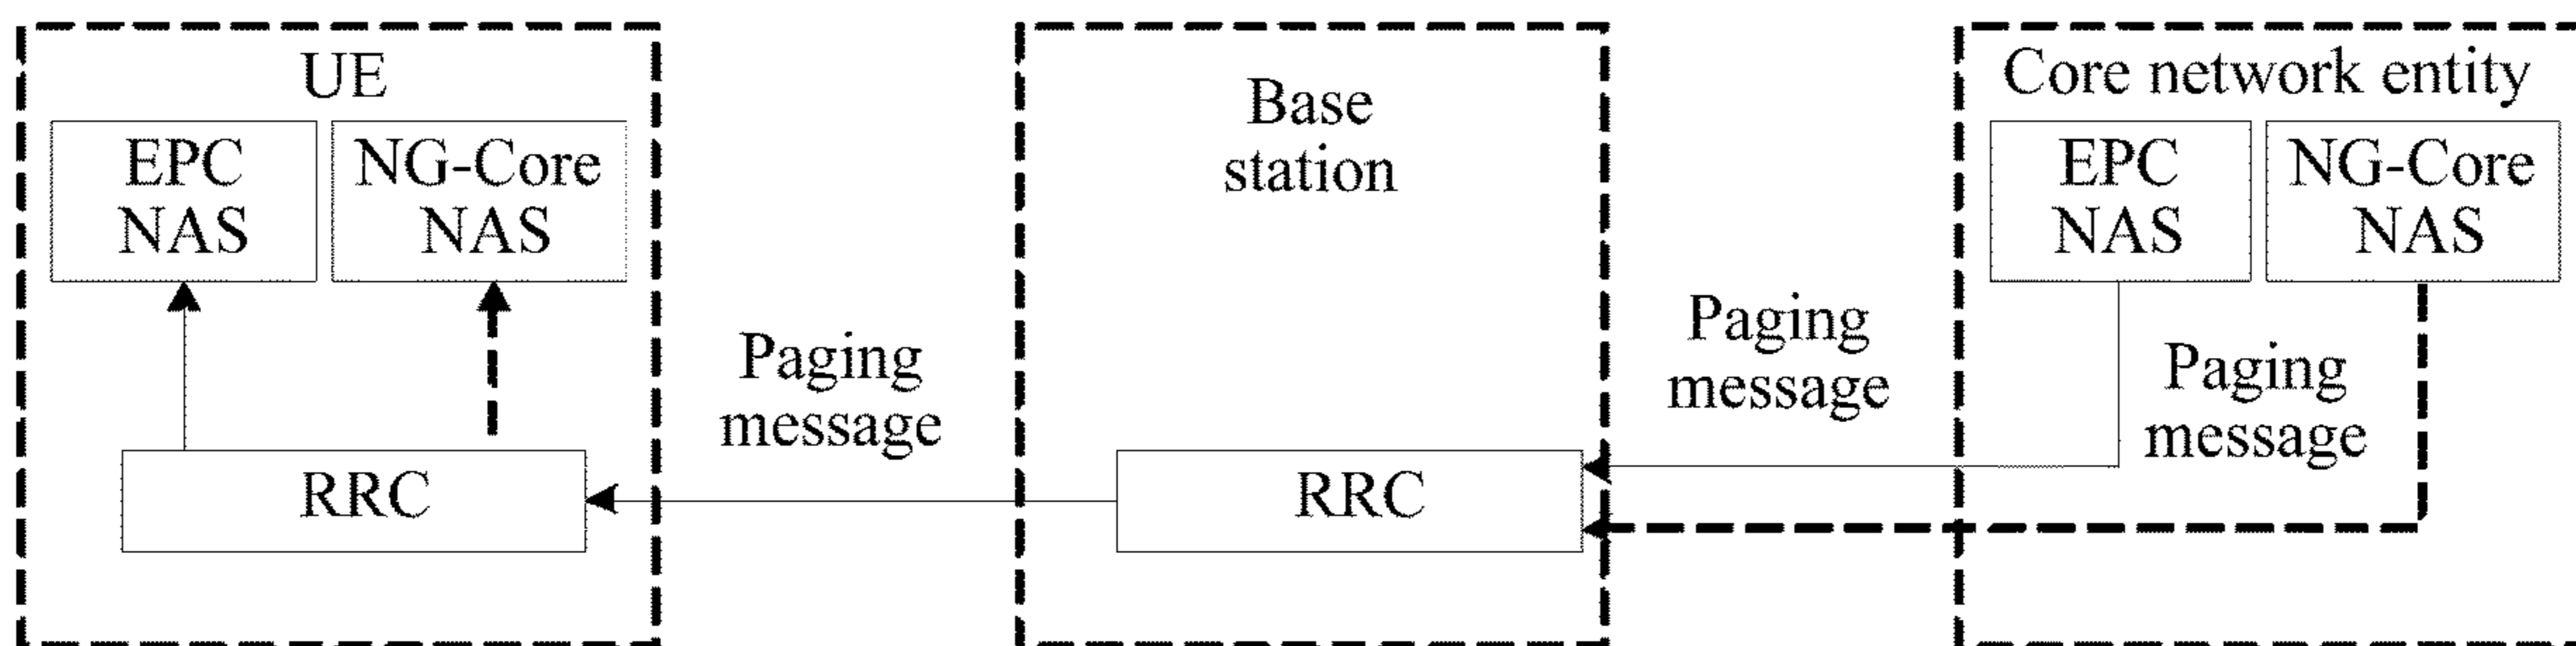 UE
EPC
NAS
NG-Core
NAS
RRC
Paging
message
Base
station
RRC
Paging
message
Core network entity
EPC
NAS
NG-Core
NAS
Paging
message